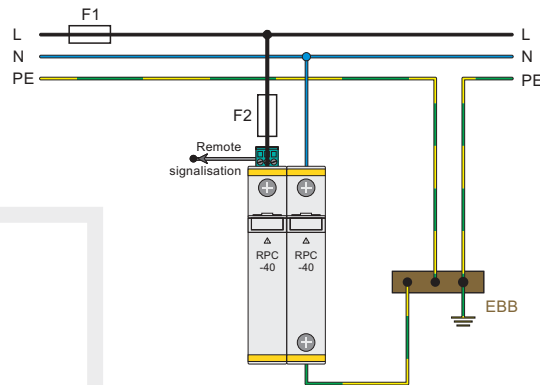 F1
L
L
N
N
PE
PE
F2
Remote
signalisation
RPC
-40
RPC
-40
EBB